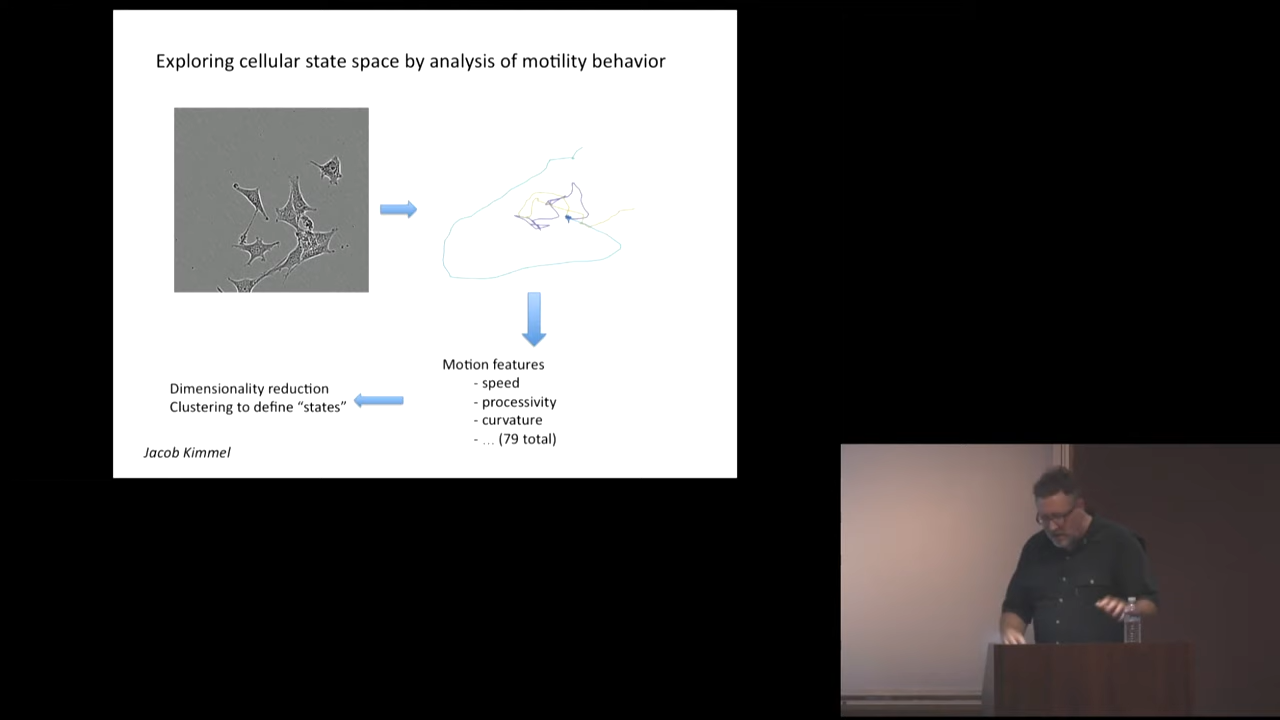 Exploring cellular state space by analysis of motility behavior
Motion features
- speed
- processivity
- curvature
- ... (79 total)
Dimensionality reduction
Clustering to define “states”
Jacob Kimmel